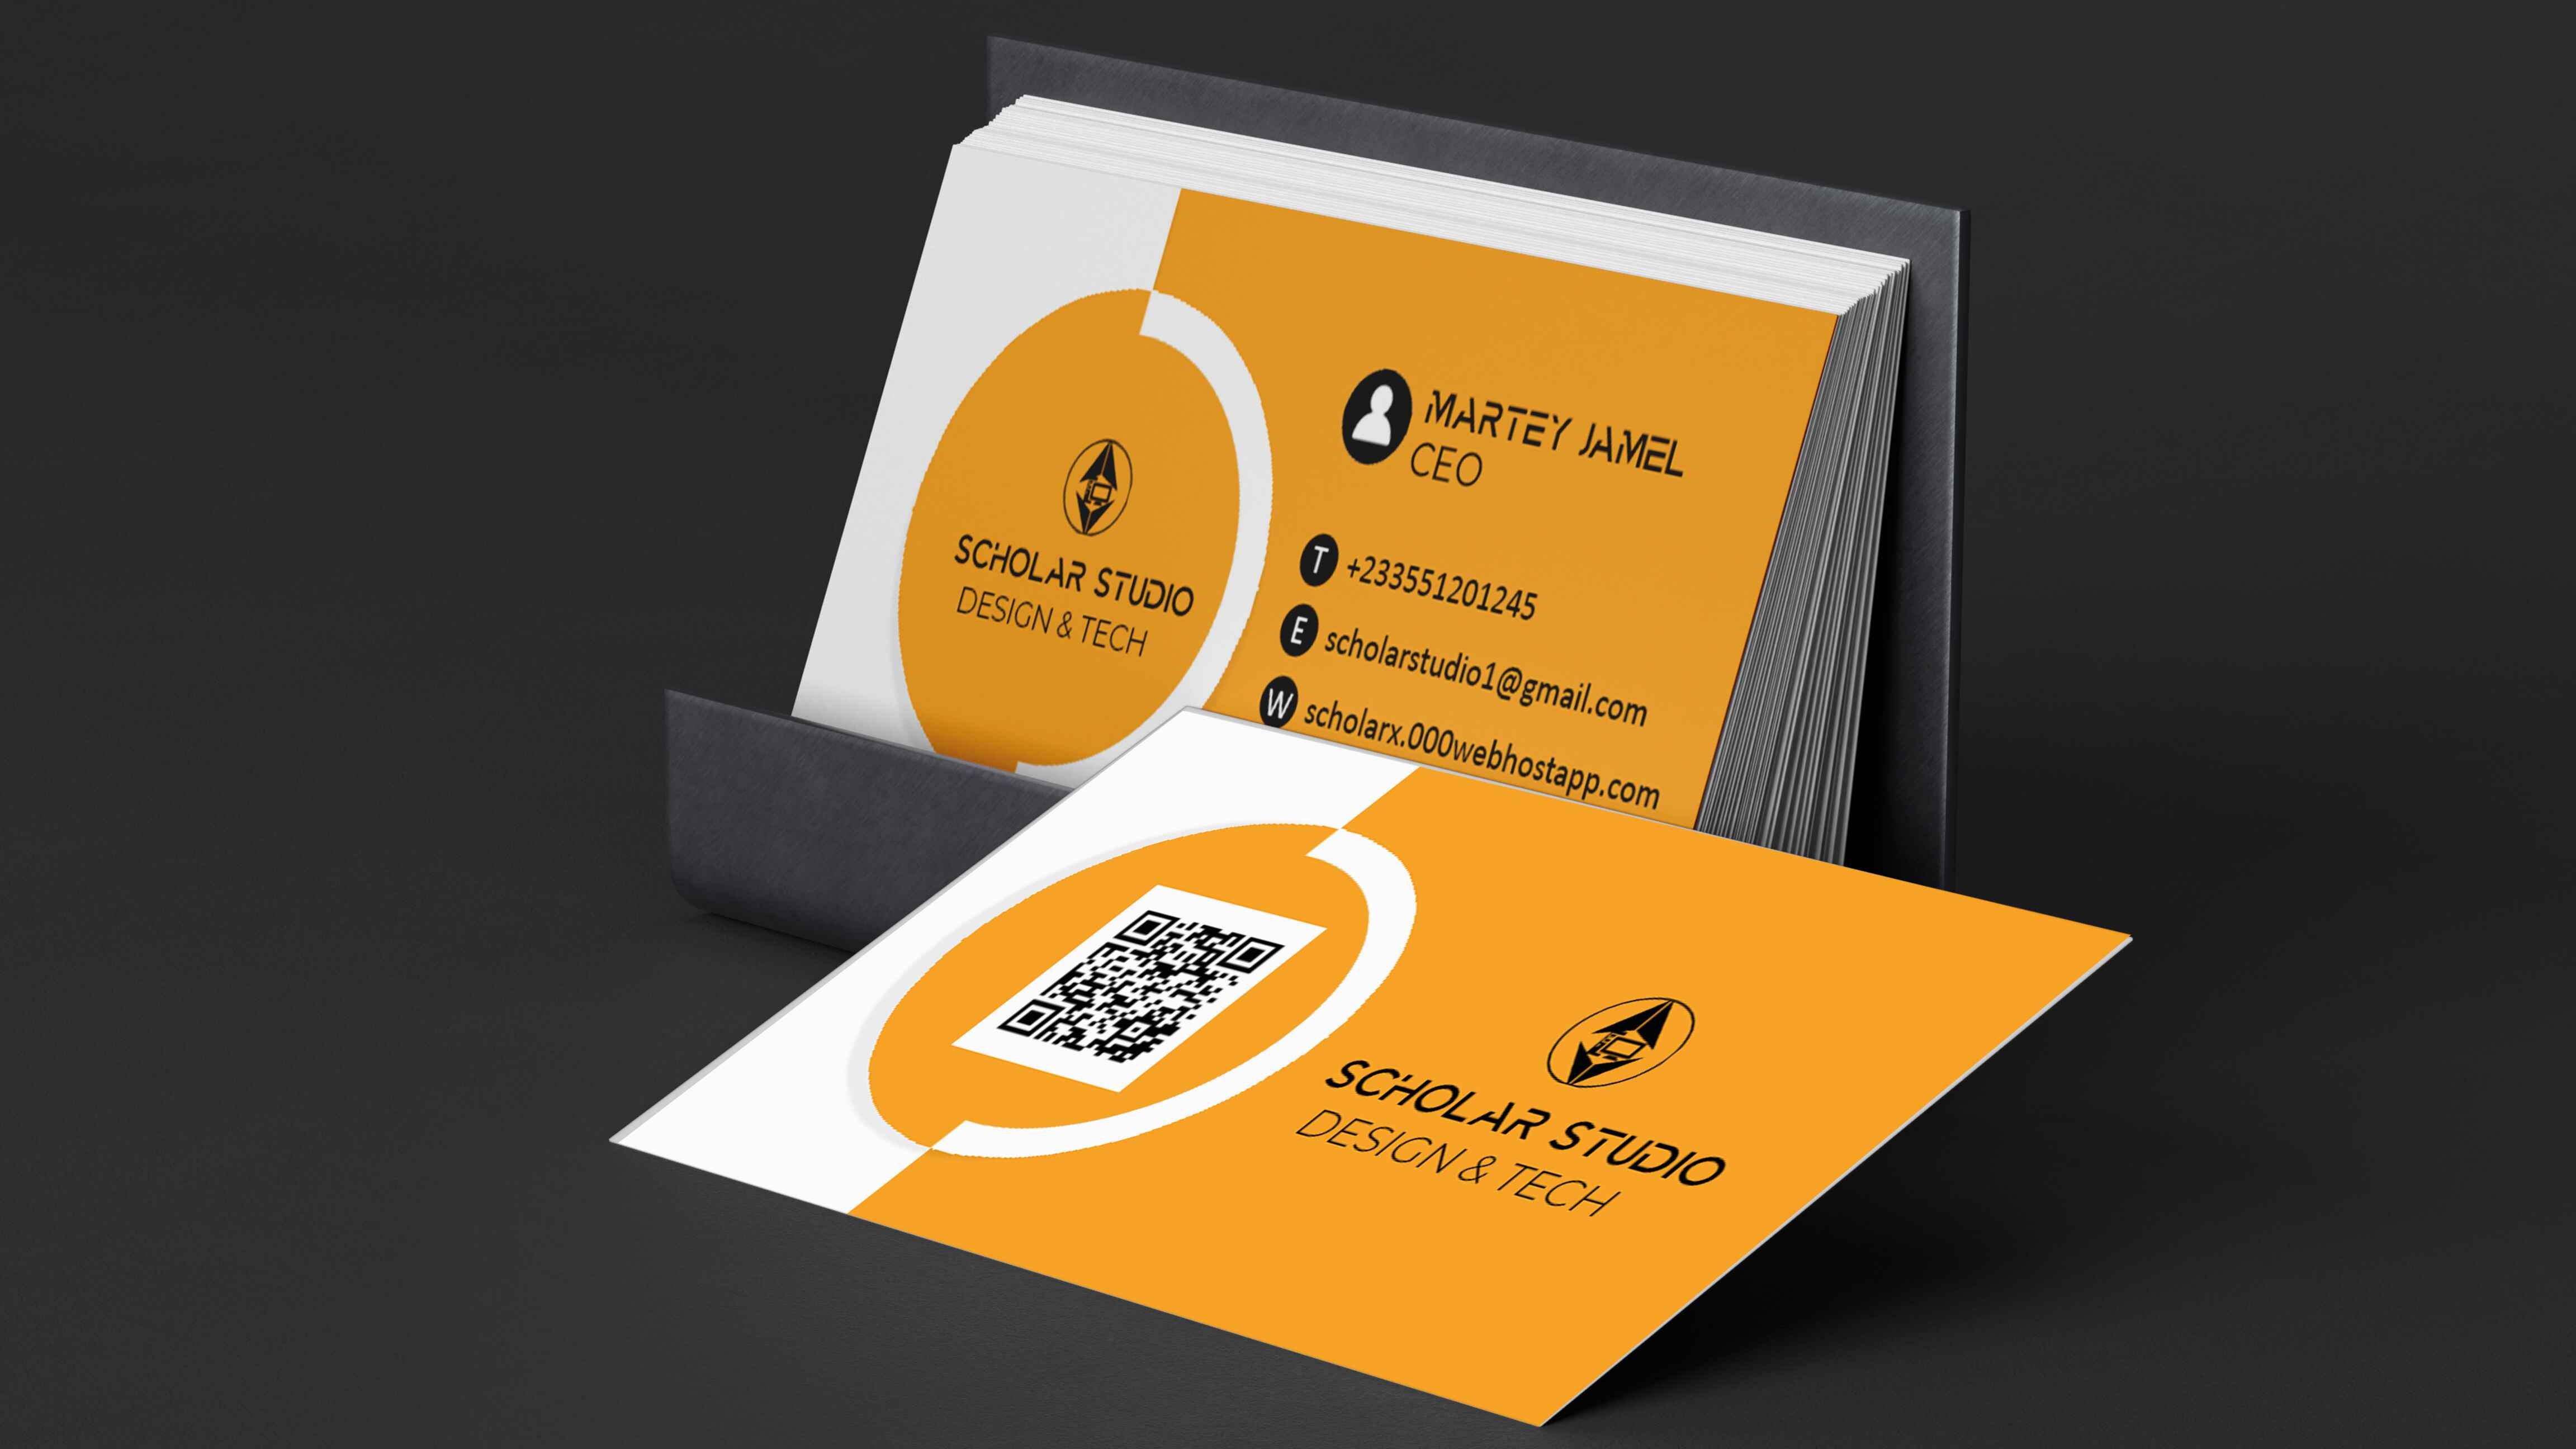 MARTEY JAMEL
CEO
SCHOLAR STUDIO
DESIGN & TECH
T +233551201245
E scholarstudio1@gmail.com
W scholarx.000webhostapp.com
SCHOLAR STUDIO
DESIGN & TECH